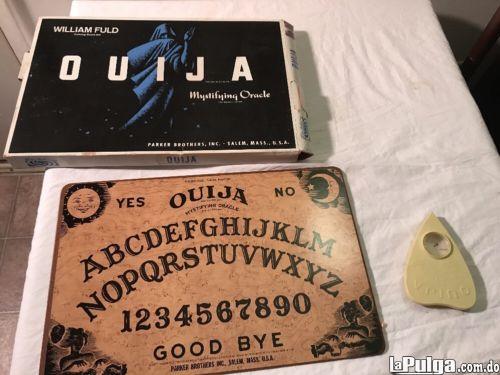 WILLIAM FULD
OUIJA
Mystifying Oracle
PARKER BROTHERS, INC. - SALEM, MASS., U.S.A.
OUIJA
YES OUIJA NO
MYSTIFYING ORACLE
ABCDEFGHIJKLM
NOPQRSTUVWXYZ
1234567890
GOOD BYE
PARKER BROTHERS INC., SALEM, MASS. U.S.A.
OUIJA
laPulga.com.do